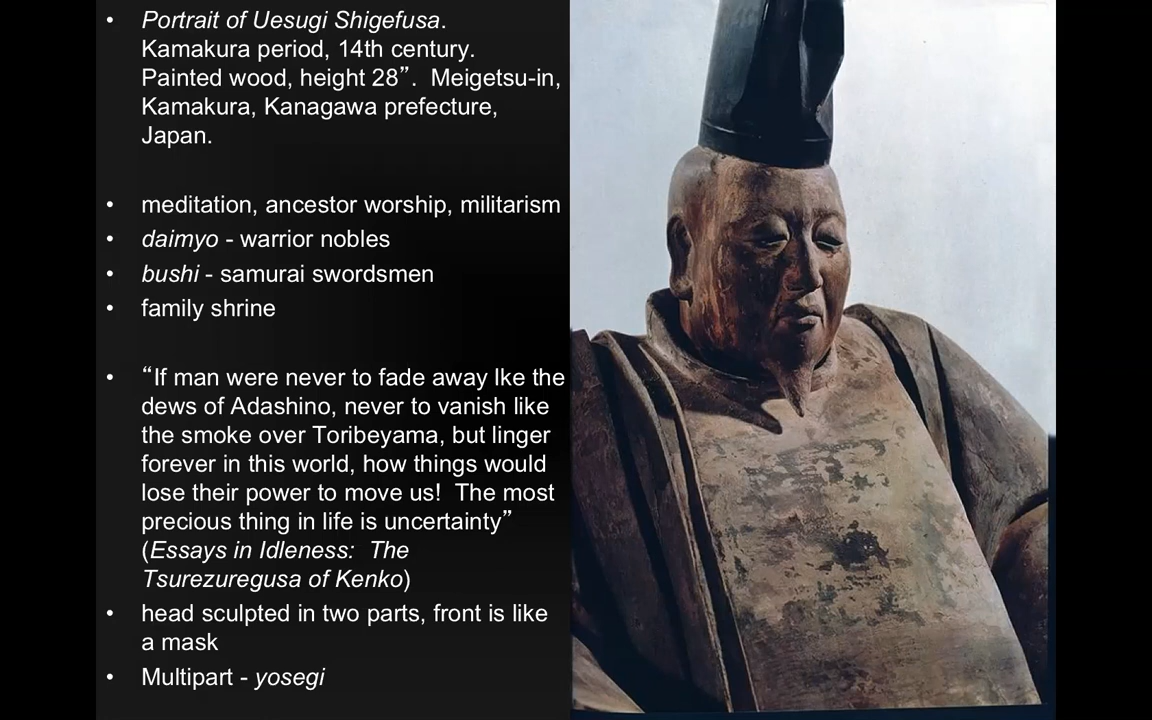 • Portrait of Uesugi Shigefusa.
Kamakura period, 14th century.
Painted wood, height 28”.  Meigetsu-in,
Kamakura, Kanagawa prefecture,
Japan.
• meditation, ancestor worship, militarism
• daimyo - warrior nobles
• bushi - samurai swordsmen
• family shrine
• “If man were never to fade away lke the
dews of Adashino, never to vanish like
the smoke over Toribeyama, but linger
forever in this world, how things would
lose their power to move us!  The most
precious thing in life is uncertainty”
(Essays in Idleness:  The
Tsurezuregusa of Kenko)
• head sculpted in two parts, front is like
a mask
• Multipart - yosegi